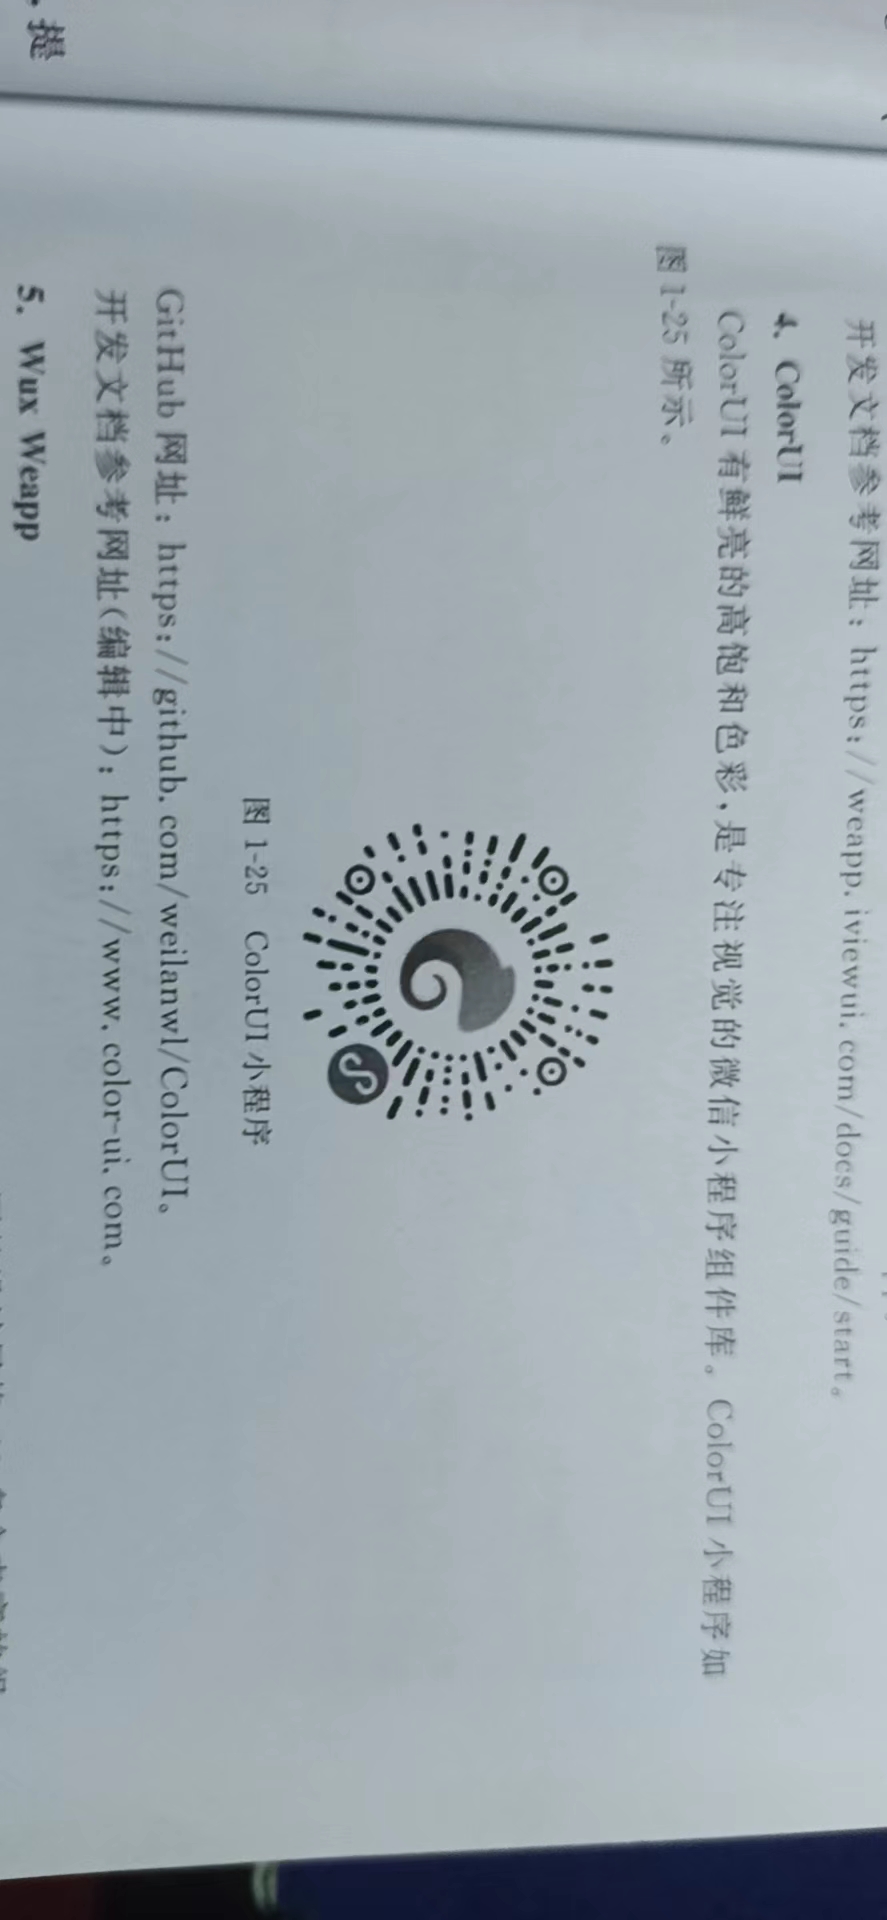 开发文档参考网址：https://weapp.iviewui.com/docs/guide/start。
4. ColorUI
ColorUI 有鲜亮的高饱和色彩，是专注视觉的微信小程序组件库。ColorUI 小程序如
图 1-25 所示。
图 1-25 ColorUI 小程序
GitHub 网址：https://github.com/weilanwl/ColorUI。
开发文档参考网址(编辑中)：https://www.color-ui.com。
5. Wux Weapp
提